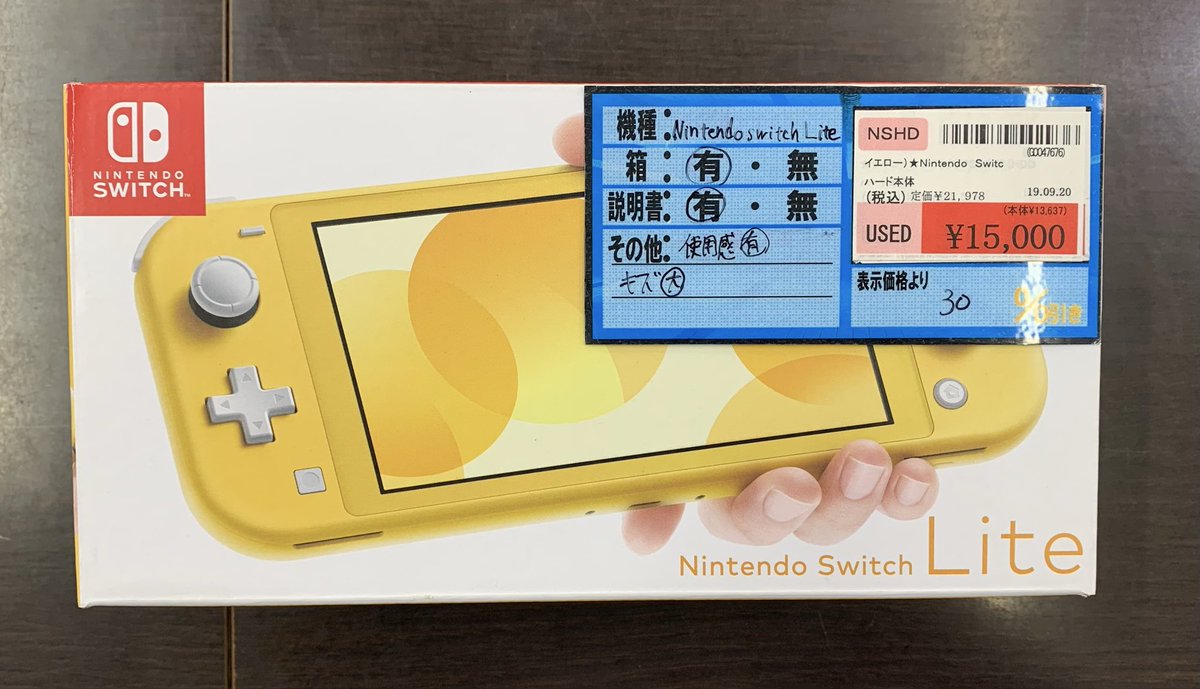 NINTENDO
SWITCH™
機種：Nintendo switch Lite
箱：有・無
説明書：有・無
その他：使用感有
キズ大
NSHD
(G0047676)
イエロー）★Nintendo Switc
ハード本体
(税込) 定価¥21,978
19.09.20
(本体¥13,637)
USED ¥15,000
表示価格より
30 %引き
Nintendo Switch Lite